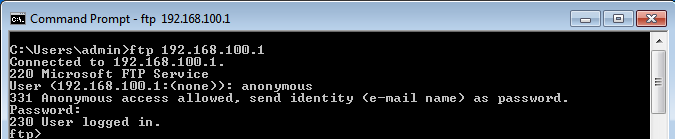 Command Prompt - ftp 192.168.100.1
C:\Users\admin>ftp 192.168.100.1
Connected to 192.168.100.1.
220 Microsoft FTP Service
User (192.168.100.1:(none)): anonymous
331 Anonymous access allowed, send identity (e-mail name) as password.
Password:
230 User logged in.
ftp>